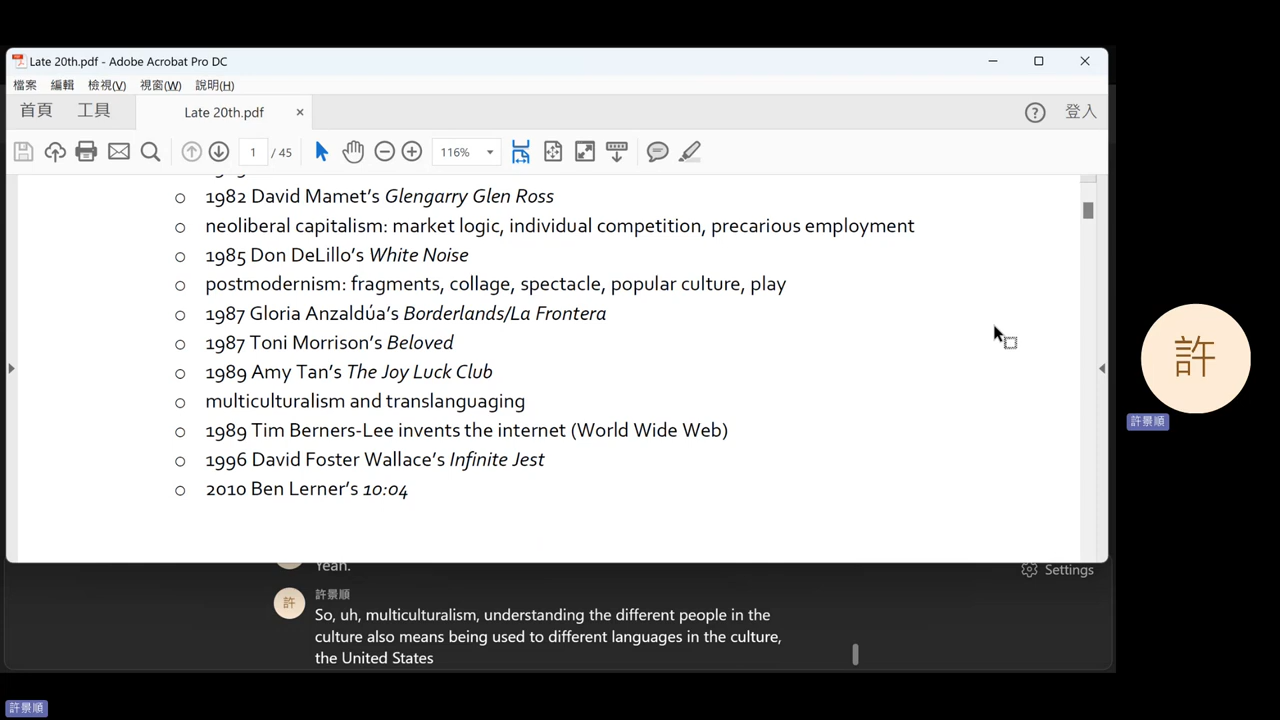 Late 20th.pdf - Adobe Acrobat Pro DC
檔案 編輯 檢視(V) 視窗(W) 說明(H)
首頁 工具 Late 20th.pdf × ? 登入
1 / 45 116%
○ 1982 David Mamet’s Glengarry Glen Ross
○ neoliberal capitalism: market logic, individual competition, precarious employment
○ 1985 Don DeLillo’s White Noise
○ postmodernism: fragments, collage, spectacle, popular culture, play
○ 1987 Gloria Anzaldúa’s Borderlands/La Frontera
○ 1987 Toni Morrison’s Beloved
○ 1989 Amy Tan’s The Joy Luck Club
○ multiculturalism and translanguaging
○ 1989 Tim Berners-Lee invents the internet (World Wide Web)
○ 1996 David Foster Wallace’s Infinite Jest
○ 2010 Ben Lerner’s 10:04
許
許景順
Yeah.
Settings
許 許景順
So, uh, multiculturalism, understanding the different people in the
culture also means being used to different languages in the culture,
the United States
許景順